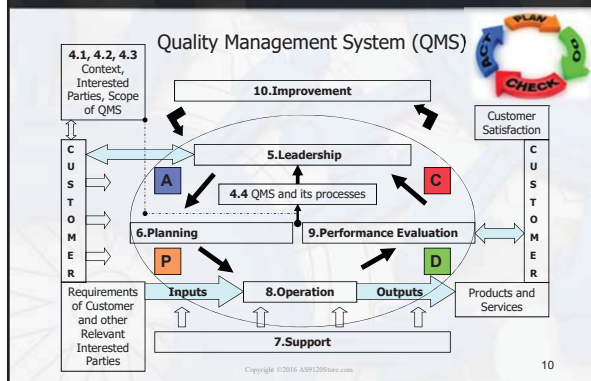 Quality Management System (QMS)
PLAN
DO
CHECK
ACT
4.1, 4.2, 4.3
Context,
Interested
Parties, Scope
of QMS
10.Improvement
Customer
Satisfaction
C
U
S
T
O
M
E
R
5.Leadership
A
C
4.4 QMS and its processes
6.Planning
9.Performance Evaluation
P
D
C
U
S
T
O
M
E
R
Requirements
of Customer
and other
Relevant
Interested
Parties
Inputs
8.Operation
Outputs
Products and
Services
7.Support
Copyright ©2016 AS9120Store.com
10